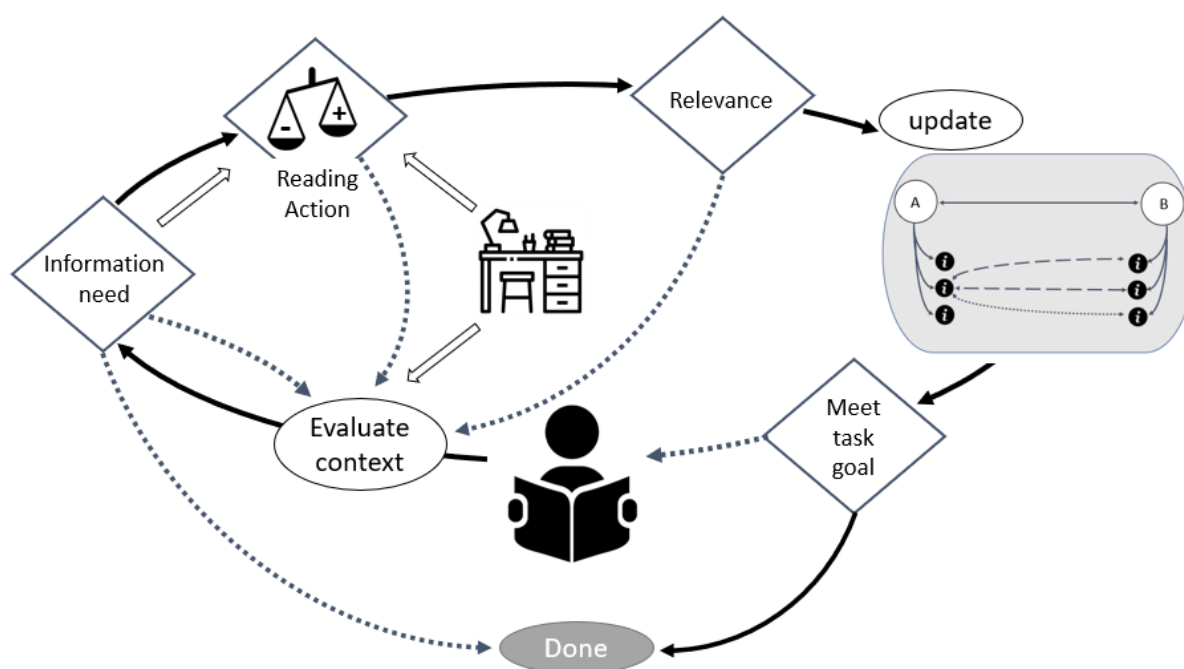 Relevance
update
- +
Reading
Action
A
B
Information
need
i
i
i
i
i
i
Evaluate
context
Meet
task
goal
Done